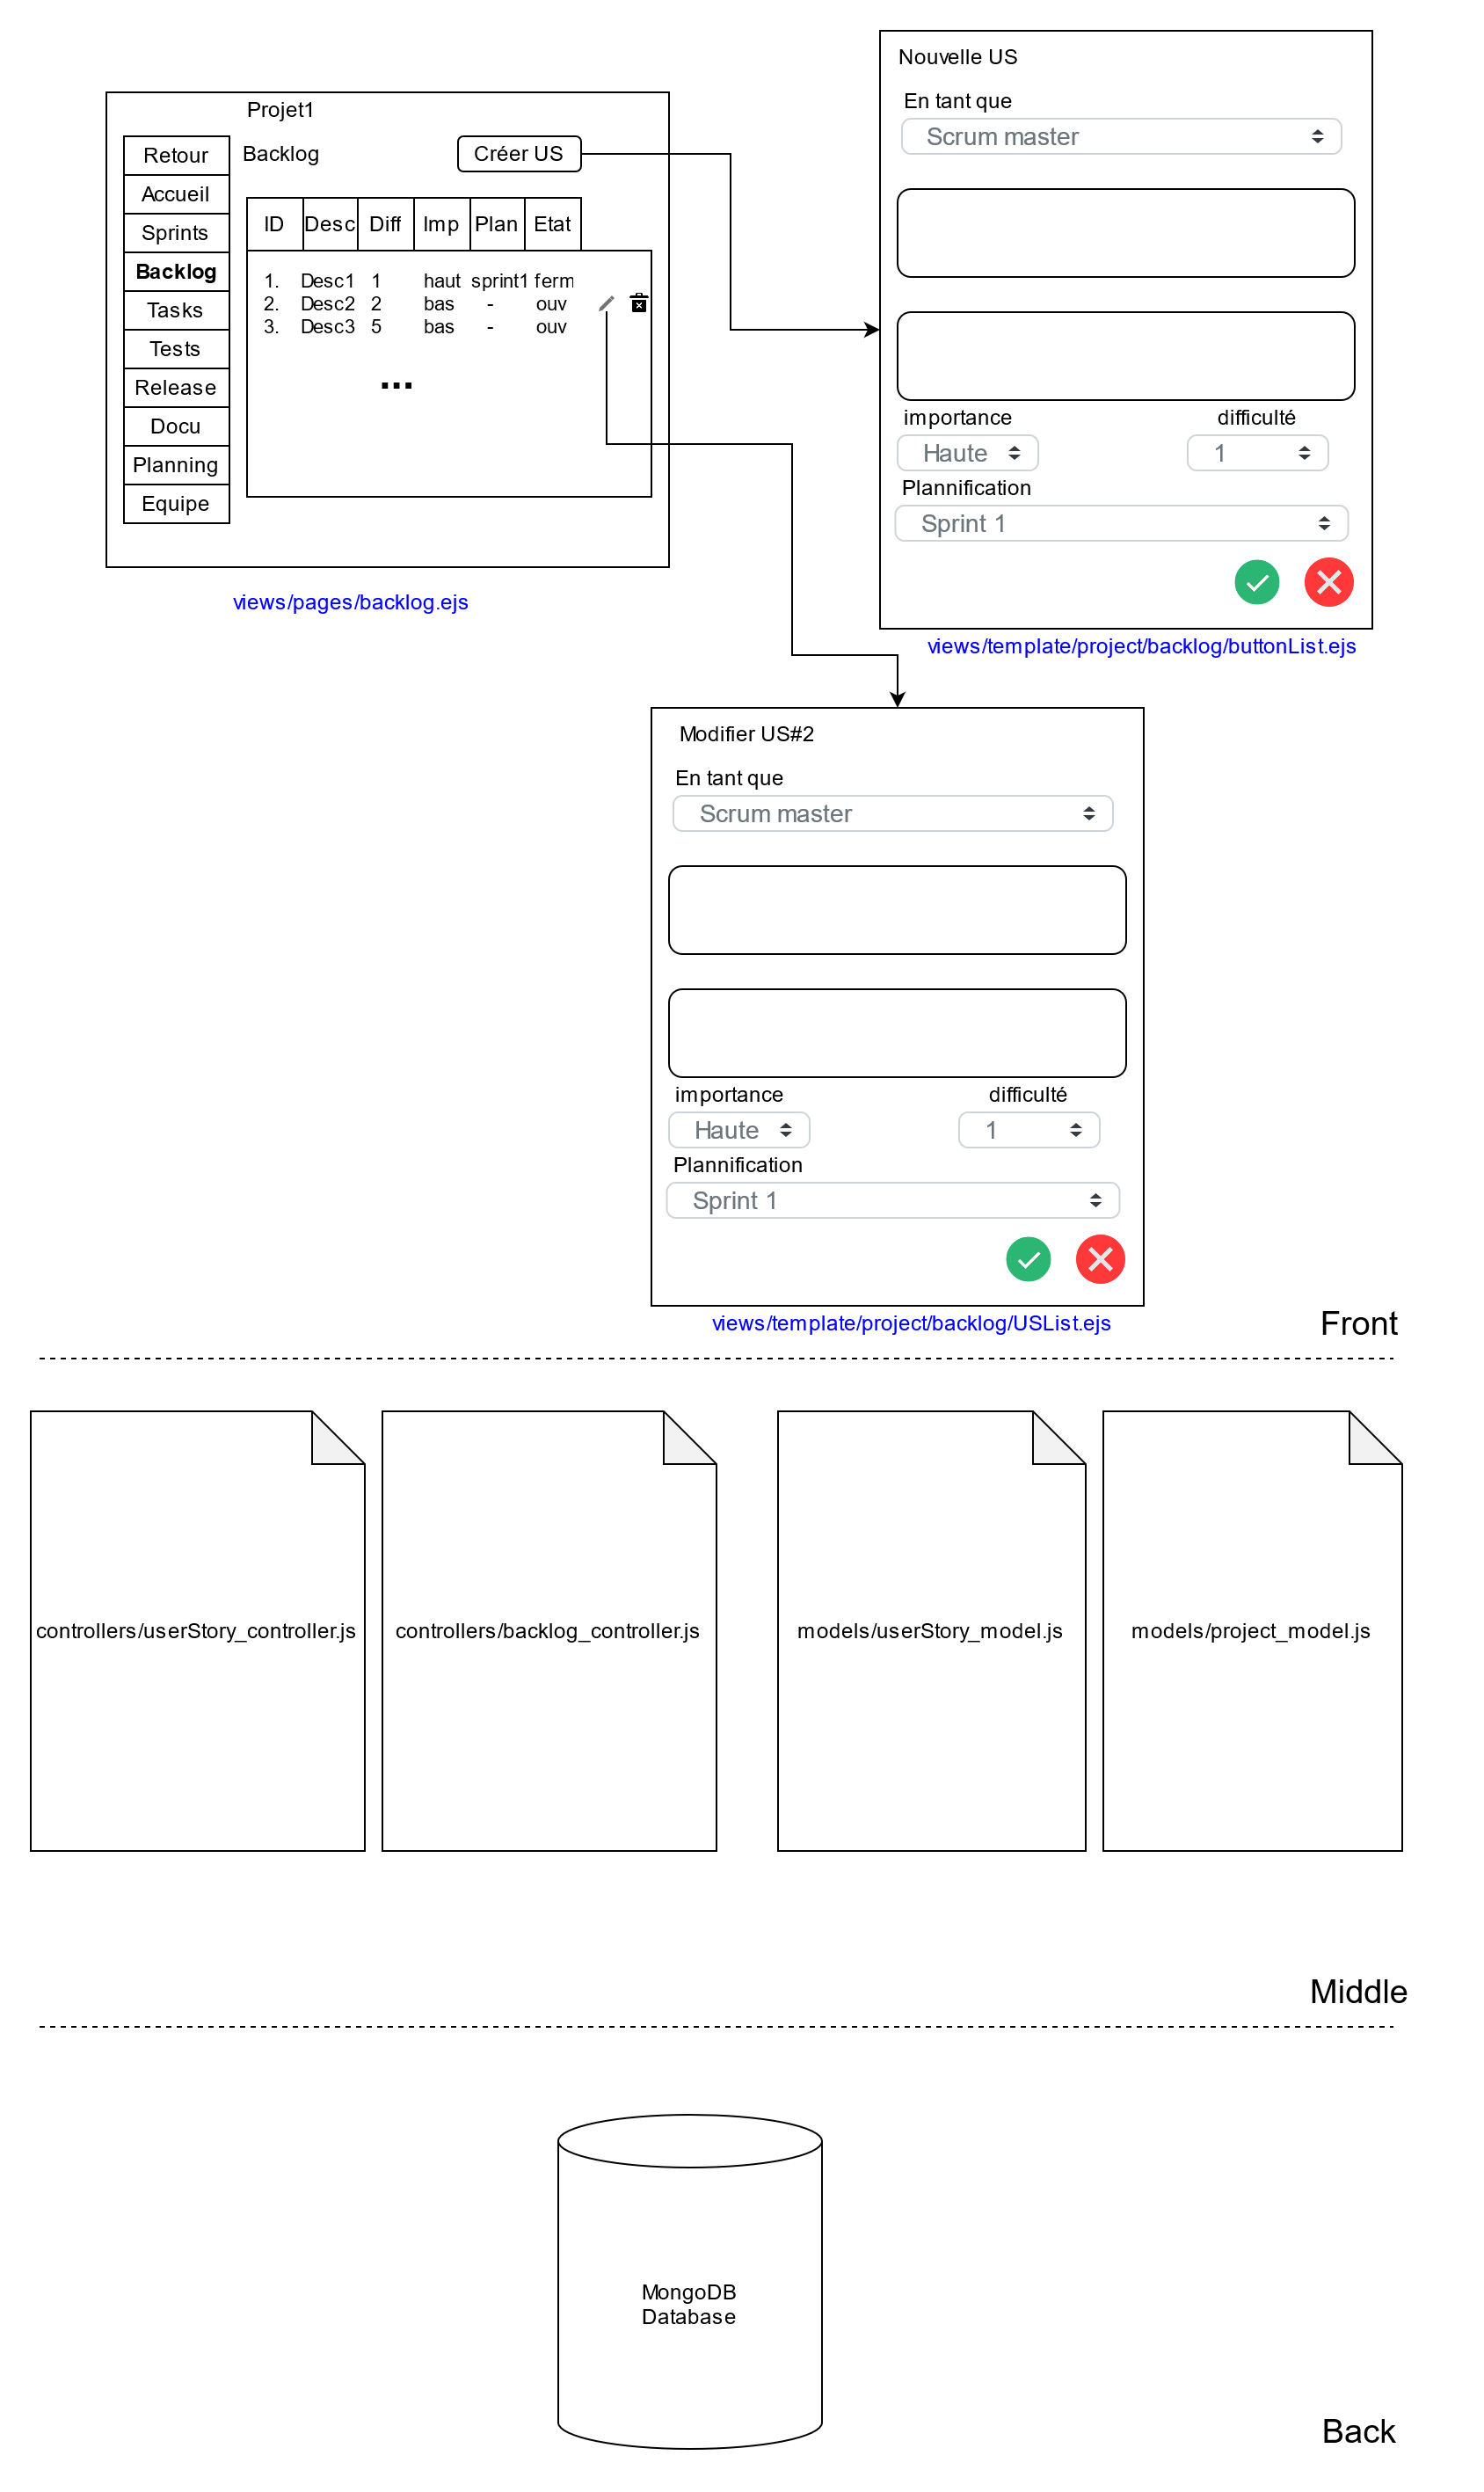 Projet1
Retour
Accueil
Sprints
Backlog
Tasks
Tests
Release
Docu
Planning
Equipe
Backlog
Créer US
ID Desc Diff Imp Plan Etat
1. Desc1 1 haut sprint1 ferm
2. Desc2 2 bas - ouv
3. Desc3 5 bas - ouv
...
views/pages/backlog.ejs
Nouvelle US
En tant que
Scrum master
importance difficulté
Haute 1
Plannification
Sprint 1
views/template/project/backlog/buttonList.ejs
Modifier US#2
En tant que
Scrum master
importance difficulté
Haute 1
Plannification
Sprint 1
views/template/project/backlog/USList.ejs
Front
controllers/userStory_controller.js
controllers/backlog_controller.js
models/userStory_model.js
models/project_model.js
Middle
MongoDB
Database
Back